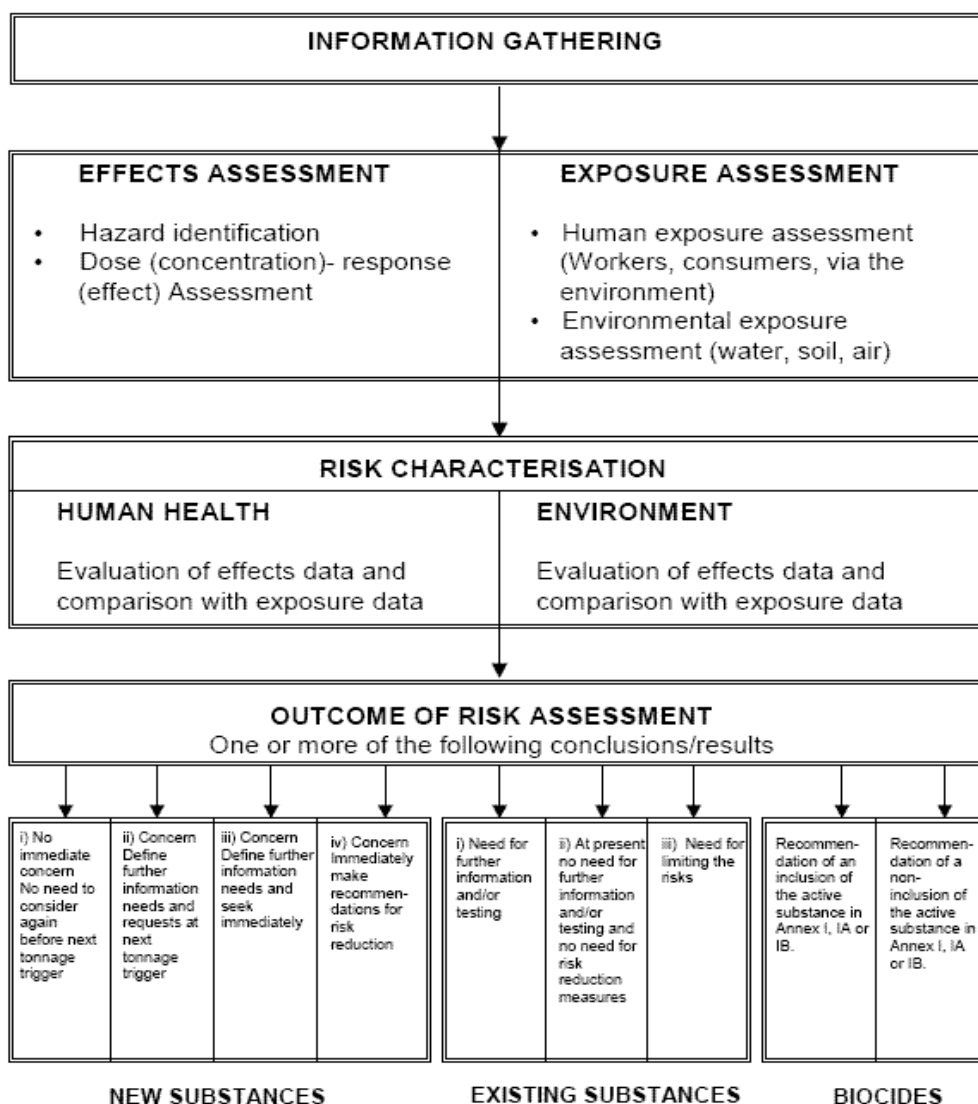 INFORMATION GATHERING
EFFECTS ASSESSMENT
• Hazard identification
• Dose (concentration)- response
(effect) Assessment
EXPOSURE ASSESSMENT
• Human exposure assessment
(Workers, consumers, via the
environment)
• Environmental exposure
assessment (water, soil, air)
RISK CHARACTERISATION
HUMAN HEALTH
Evaluation of effects data and
comparison with exposure data
ENVIRONMENT
Evaluation of effects data and
comparison with exposure data
OUTCOME OF RISK ASSESSMENT
One or more of the following conclusions/results
i) No
immediate
concern
No need to
consider
again
before next
tonnage
trigger
ii) Concern
Define
further
information
needs and
requests at
next
tonnage
trigger
iii) Concern
Define further
information
needs and
seek
immediately
iv) Concern
Immediately
make
recommen-
dations for
risk
reduction
i) Need for
further
information
and/or
testing
ii) At present
no need for
further
information
and/or
testing and
no need for
risk
reduction
measures
iii) Need for
limiting the
risks
Recommen-
dation of an
inclusion of
the active
substance in
Annex I, IA or
IB.
Recommen-
dation of a
non-
inclusion of
the active
substance in
Annex I, IA
or IB.
NEW SUBSTANCES
EXISTING SUBSTANCES
BIOCIDES